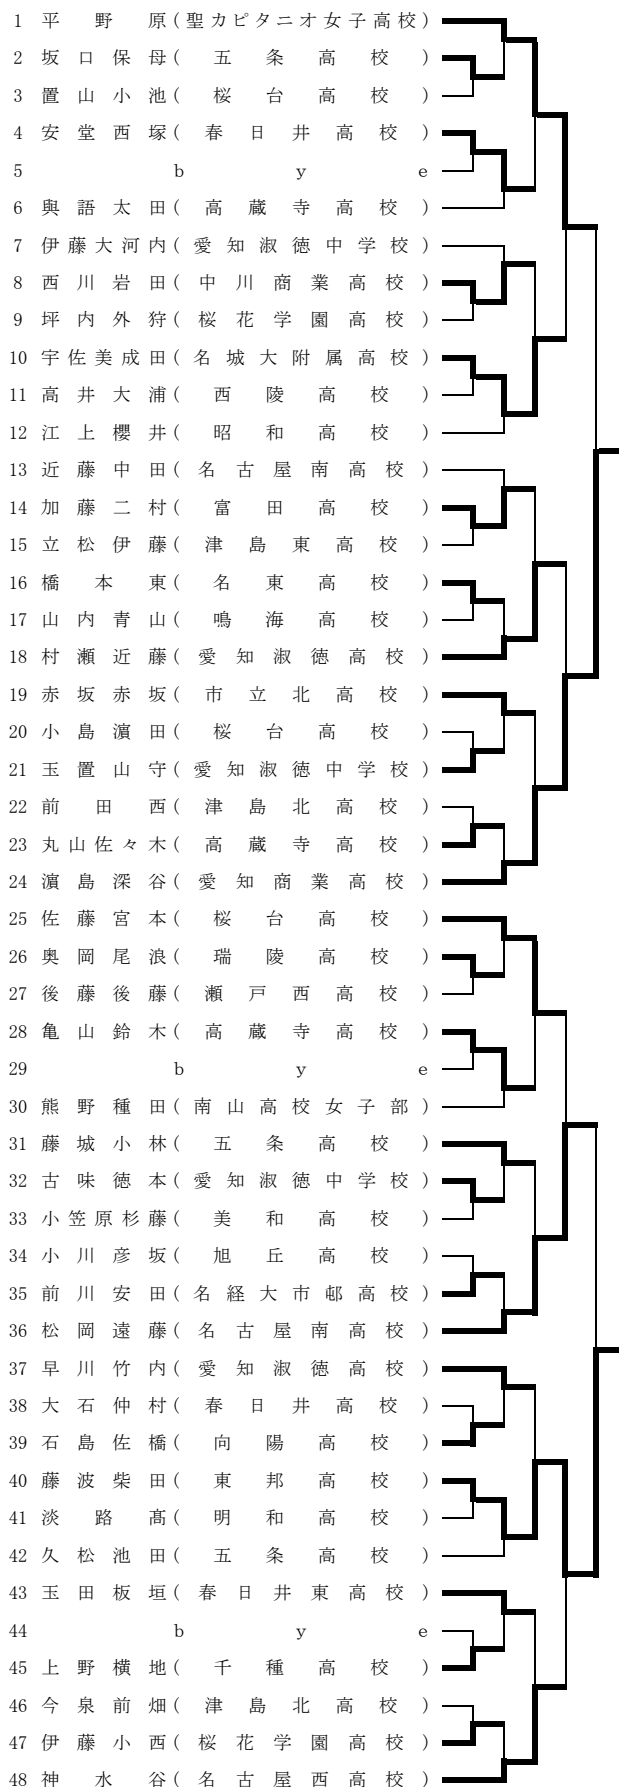 1 平野原(聖カピタニオ女子高校)
2 坂口保母(五条高校)
3 置山小池(桜台高校)
4 安堂西塚(春日井高校)
5 bye
6 與語太田(高蔵寺高校)
7 伊藤大河内(愛知淑徳中学校)
8 西川岩田(中川商業高校)
9 坪内外狩(桜花学園高校)
10 宇佐美成田(名城大附属高校)
11 高井大浦(西陵高校)
12 江上櫻井(昭和高校)
13 近藤中田(名古屋南高校)
14 加藤二村(富田高校)
15 立松伊藤(津島東高校)
16 橋本東(名東高校)
17 山内青山(鳴海高校)
18 村瀬近藤(愛知淑徳高校)
19 赤坂赤坂(市立北高校)
20 小島濵田(桜台高校)
21 玉置山守(愛知淑徳中学校)
22 前田西(津島北高校)
23 丸山佐々木(高蔵寺高校)
24 濵島深谷(愛知商業高校)
25 佐藤宮本(桜台高校)
26 奥岡尾浪(瑞陵高校)
27 後藤後藤(瀬戸西高校)
28 亀山鈴木(高蔵寺高校)
29 bye
30 熊野種田(南山高校女子部)
31 藤城小林(五条高校)
32 古味徳本(愛知淑徳中学校)
33 小笠原杉藤(美和高校)
34 小川彦坂(旭丘高校)
35 前川安田(名経大市邨高校)
36 松岡遠藤(名古屋南高校)
37 早川竹内(愛知淑徳高校)
38 大石仲村(春日井高校)
39 石島佐橋(向陽高校)
40 藤波柴田(東邦高校)
41 淡路髙(明和高校)
42 久松池田(五条高校)
43 玉田板垣(春日井東高校)
44 bye
45 上野横地(千種高校)
46 今泉前畑(津島北高校)
47 伊藤小西(桜花学園高校)
48 神水谷(名古屋西高校)